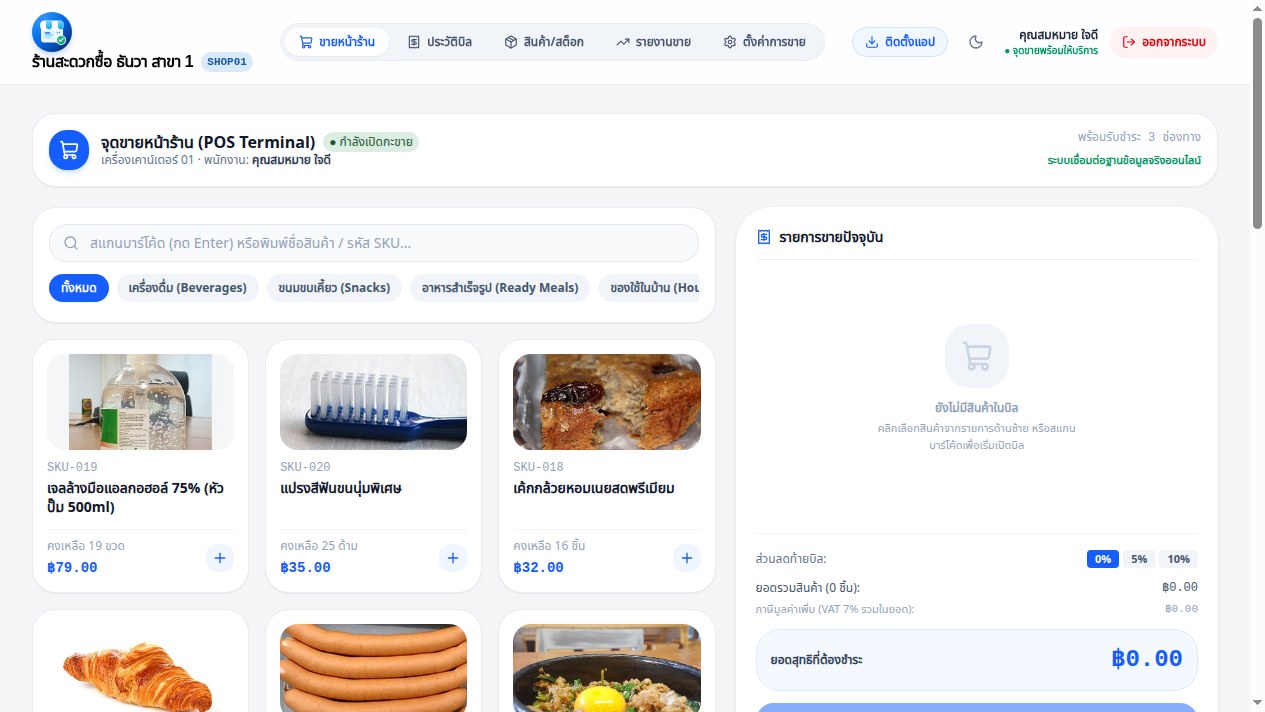 ร้านสะดวกซื้อ ธันวา สาขา 1 SHOP01
ขายหน้าร้าน
ประวัติบิล
สินค้า/สต็อก
รายงานขาย
ตั้งค่าการขาย
ติดตั้งแอป
คุณสมหมาย ใจดี
● จุดขายพร้อมให้บริการ
ออกจากระบบ
จุดขายหน้าร้าน (POS Terminal) ● กำลังเปิดกะขาย
เครื่องเคาน์เตอร์ 01 · พนักงาน: คุณสมหมาย ใจดี
พร้อมรับชำระ 3 ช่องทาง
ระบบเชื่อมต่อฐานข้อมูลจริงออนไลน์
สแกนบาร์โค้ด (กด Enter) หรือพิมพ์ชื่อสินค้า / รหัส SKU...
ทั้งหมด
เครื่องดื่ม (Beverages)
ขนมขบเคี้ยว (Snacks)
อาหารสำเร็จรูป (Ready Meals)
ของใช้ในบ้าน (Hou
SKU-019
เจลล้างมือแอลกอฮอล์ 75% (หัว
ปั๊ม 500ml)
คงเหลือ 19 ขวด
฿79.00
SKU-020
แปรงสีฟันขนนุ่มพิเศษ
คงเหลือ 25 ด้าม
฿35.00
SKU-018
เค้กกล้วยหอมเนยสดพรีเมียม
คงเหลือ 16 ชิ้น
฿32.00
รายการขายปัจจุบัน
ยังไม่มีสินค้าในบิล
คลิกเลือกสินค้าจากรายการด้านซ้าย หรือสแกน
บาร์โค้ดเพื่อเริ่มเปิดบิล
ส่วนลดท้ายบิล: 0% 5% 10%
ยอดรวมสินค้า (0 ชิ้น): ฿0.00
ภาษีมูลค่าเพิ่ม (VAT 7% รวมในยอด): ฿0.00
ยอดสุทธิที่ต้องชำระ ฿0.00